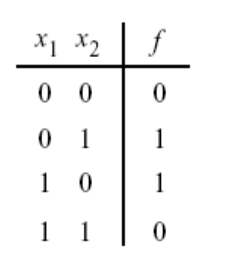 x₁ x₂ f
0 0 0
0 1 1
1 0 1
1 1 0